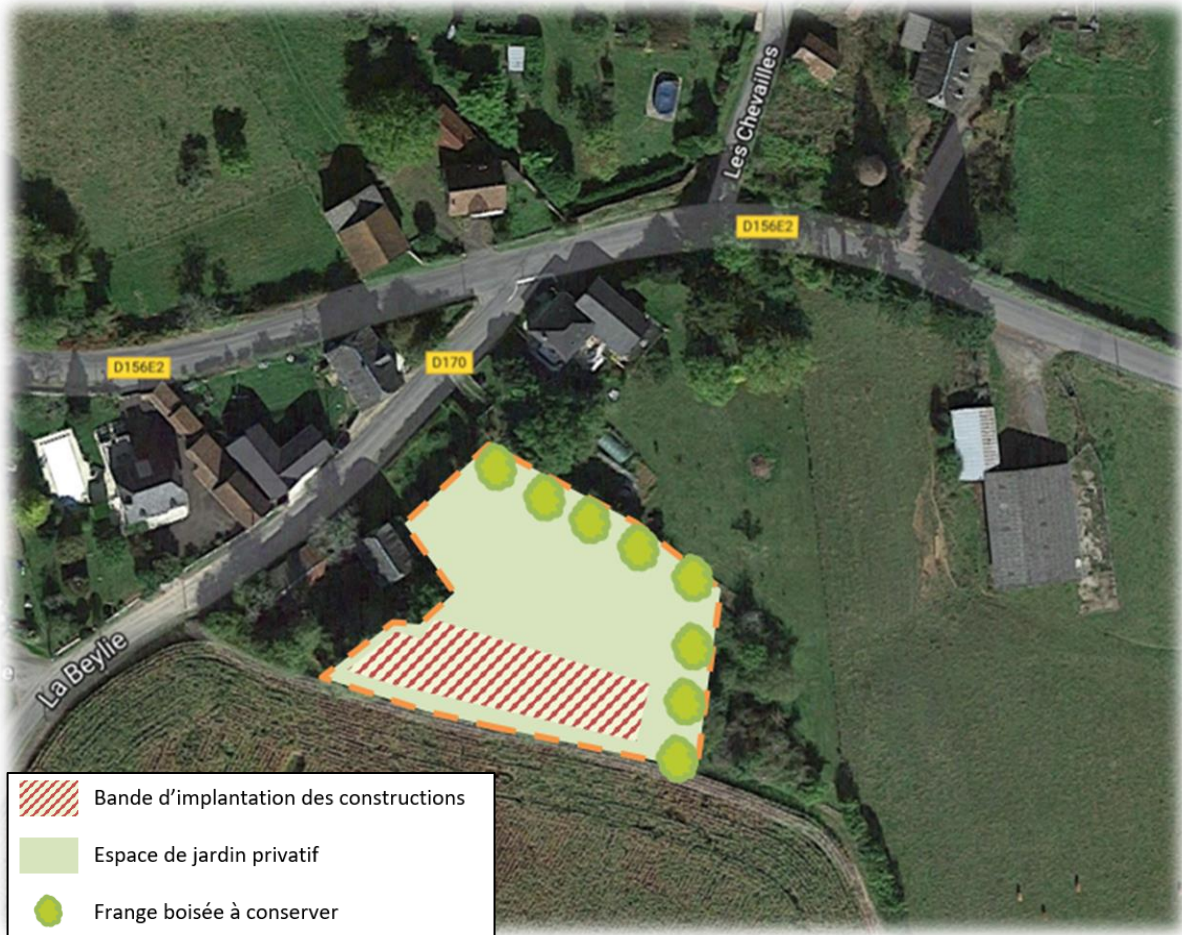 Les Chevailles
D156E2
D156E2
D170
La Beylie
Bande d’implantation des constructions
Espace de jardin privatif
Frange boisée à conserver